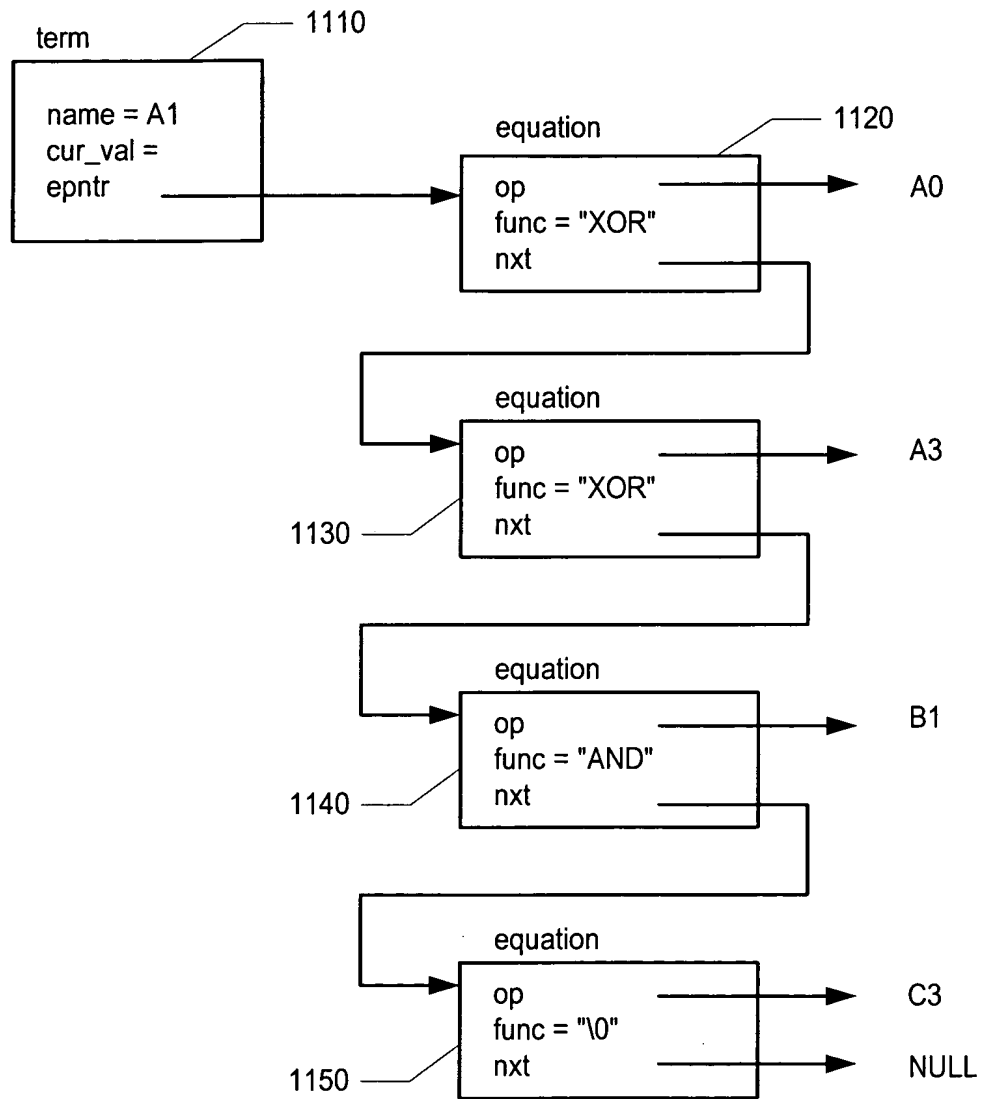 term
1110
name = A1
cur_val =
epntr
equation
1120
op
A0
func = "XOR"
nxt
equation
op
A3
func = "XOR"
nxt
1130
equation
op
B1
func = "AND"
nxt
1140
equation
op
C3
func = "\0"
nxt
NULL
1150